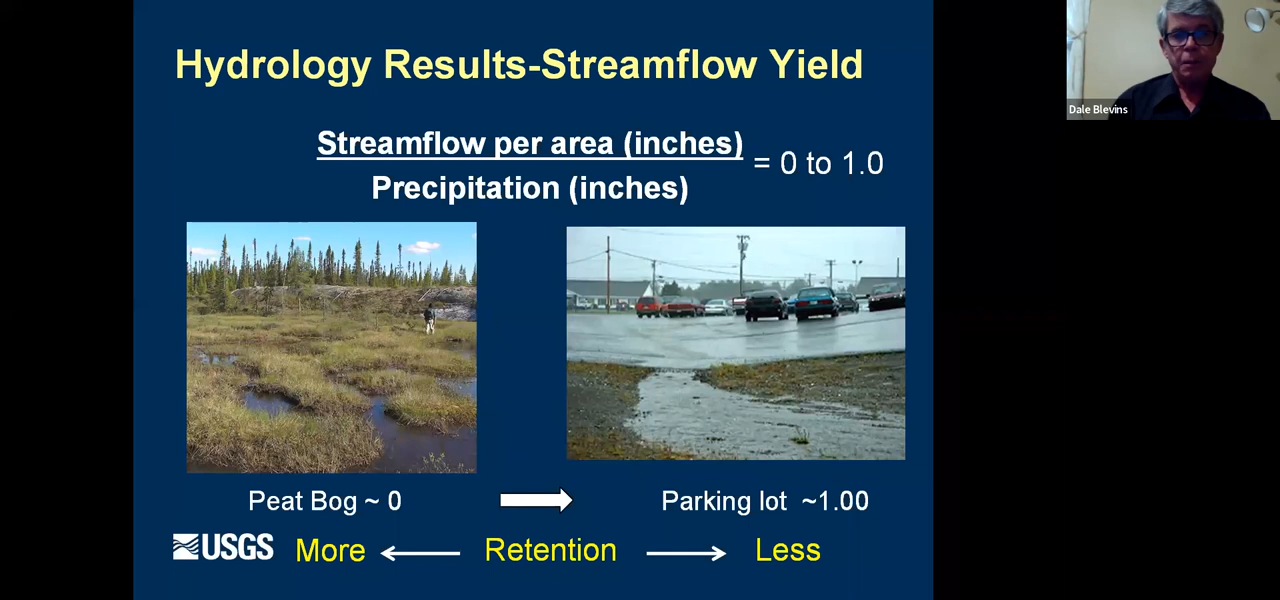 Hydrology Results-Streamflow Yield
Streamflow per area (inches)
Precipitation (inches)
= 0 to 1.0
Peat Bog ~ 0
Parking lot ~1.00
USGS
More
Retention
Less
Dale Blevins